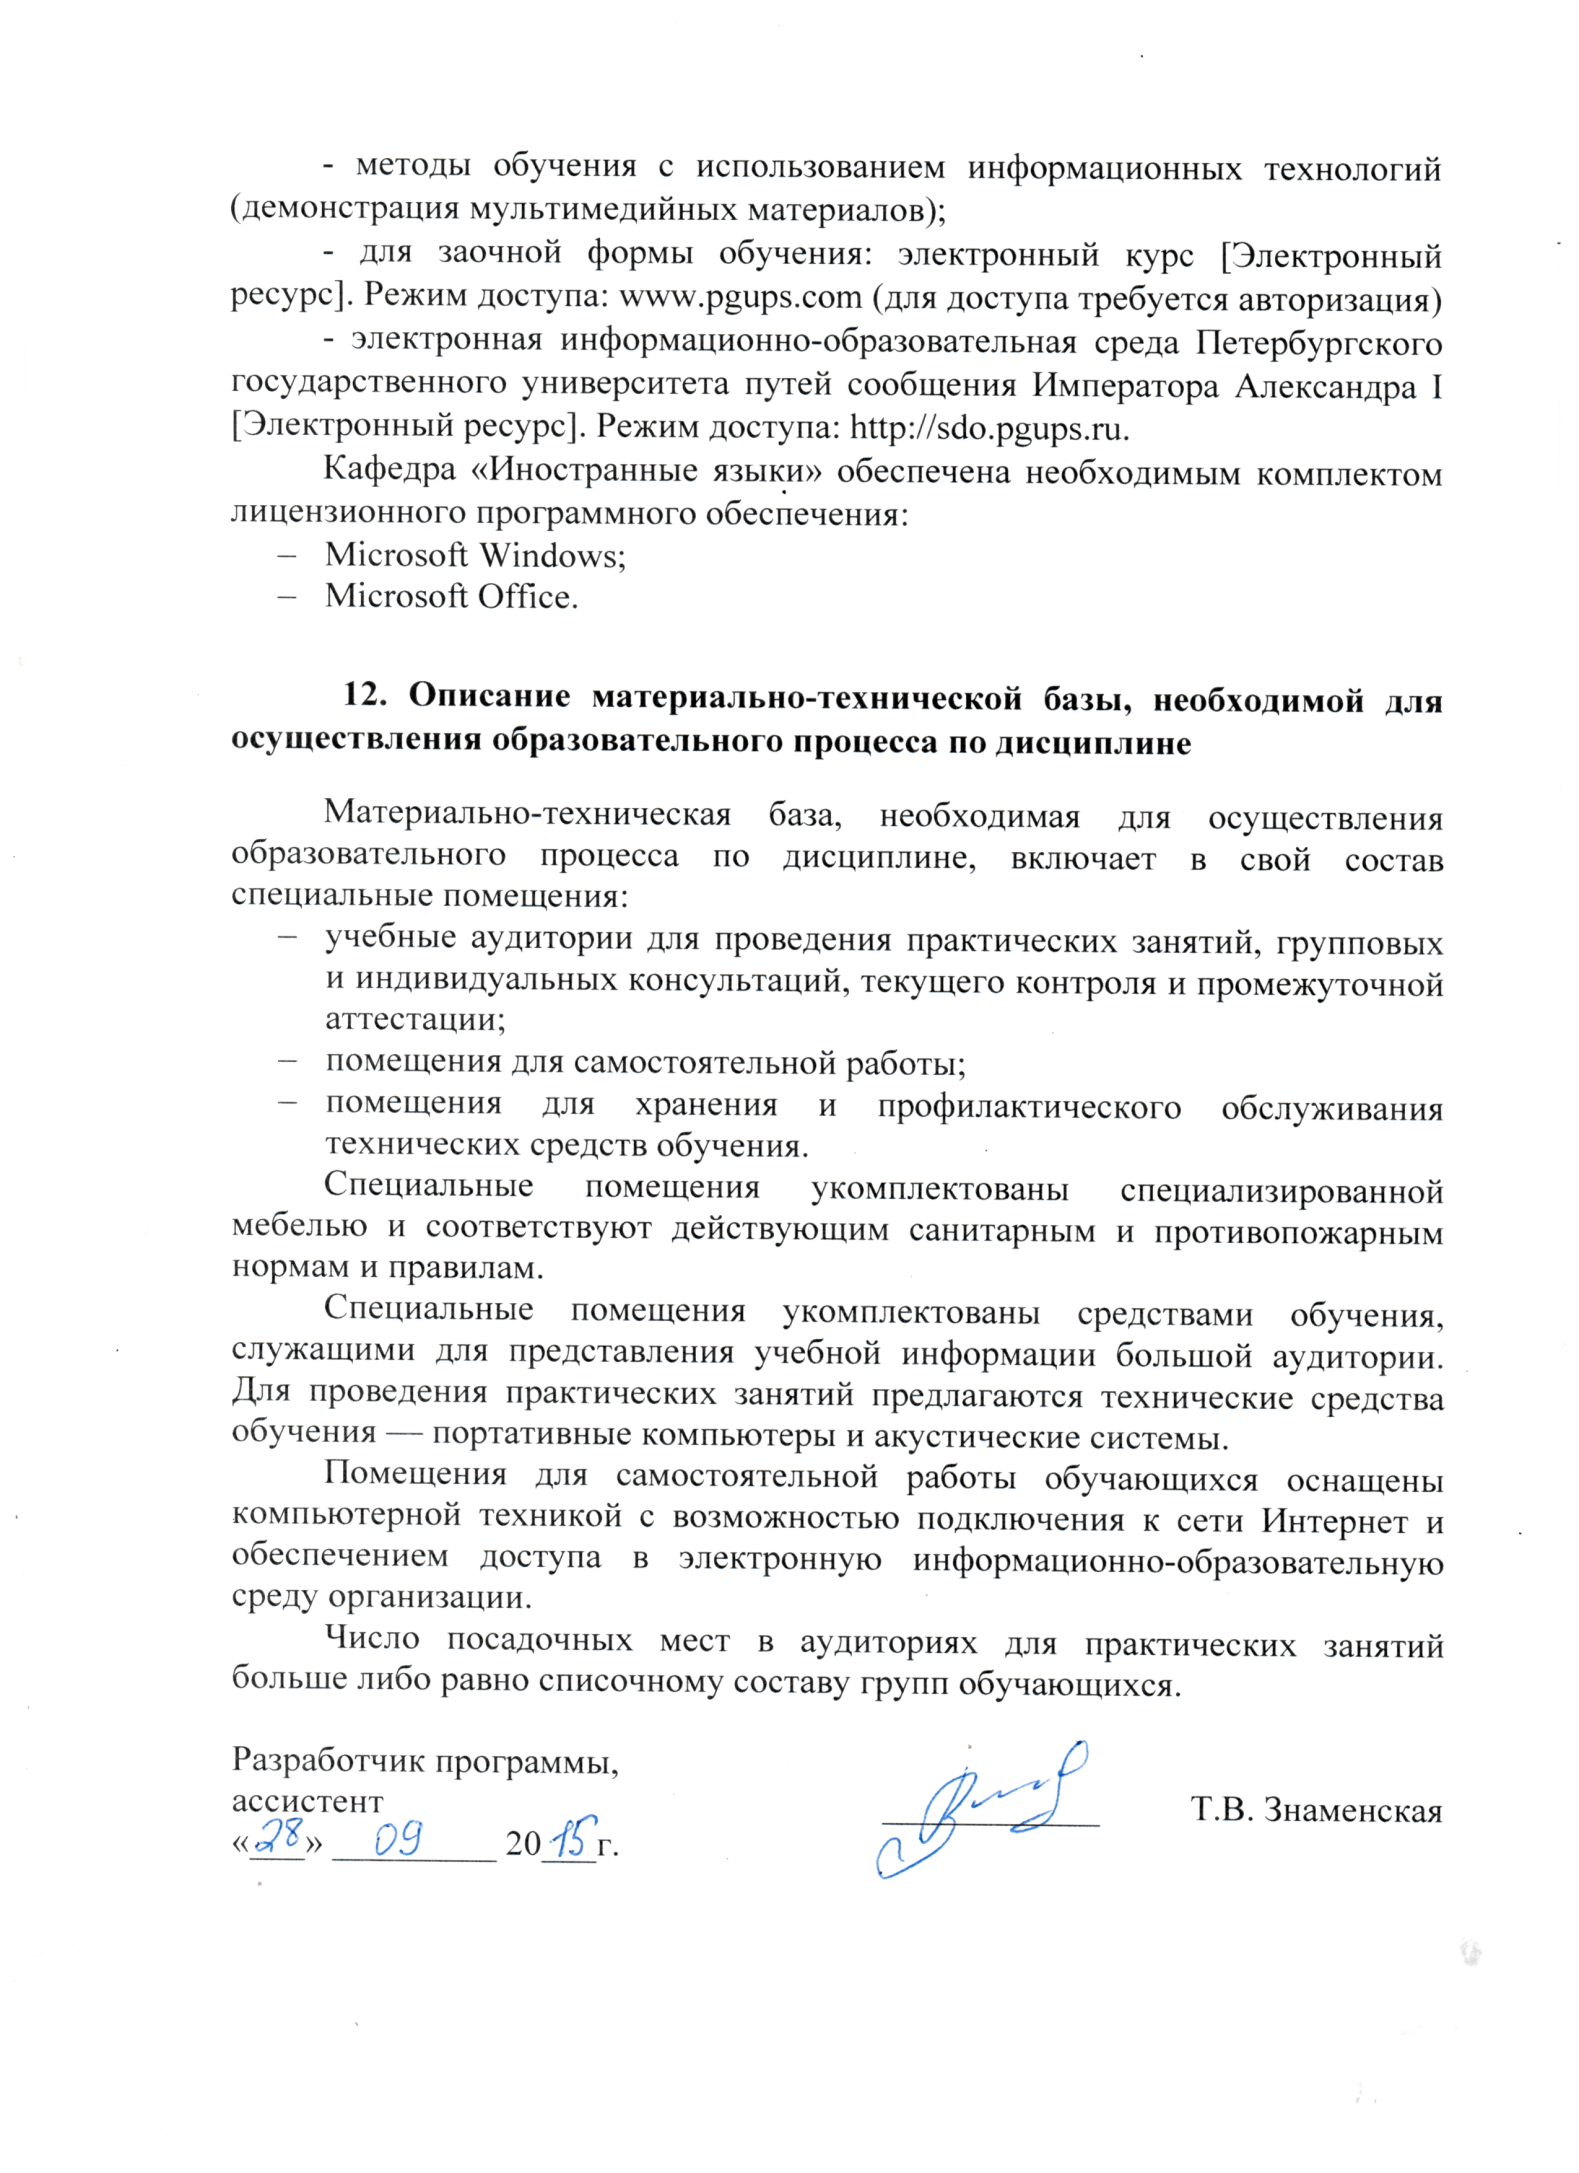 - методы обучения с использованием информационных технологий
(демонстрация мультимедийных материалов);
- для заочной формы обучения: электронный курс [Электронный
ресурс]. Режим доступа: www.pgups.com (для доступа требуется авторизация)
- электронная информационно-образовательная среда Петербургского
государственного университета путей сообщения Императора Александра I
[Электронный ресурс]. Режим доступа: http://sdo.pgups.ru.
Кафедра «Иностранные языки» обеспечена необходимым комплектом
лицензионного программного обеспечения:
– Microsoft Windows;
– Microsoft Office.
12. Описание материально-технической базы, необходимой для
осуществления образовательного процесса по дисциплине
Материально-техническая база, необходимая для осуществления
образовательного процесса по дисциплине, включает в свой состав
специальные помещения:
– учебные аудитории для проведения практических занятий, групповых
и индивидуальных консультаций, текущего контроля и промежуточной
аттестации;
– помещения для самостоятельной работы;
– помещения для хранения и профилактического обслуживания
технических средств обучения.
Специальные помещения укомплектованы специализированной
мебелью и соответствуют действующим санитарным и противопожарным
нормам и правилам.
Специальные помещения укомплектованы средствами обучения,
служащими для представления учебной информации большой аудитории.
Для проведения практических занятий предлагаются технические средства
обучения — портативные компьютеры и акустические системы.
Помещения для самостоятельной работы обучающихся оснащены
компьютерной техникой с возможностью подключения к сети Интернет и
обеспечением доступа в электронную информационно-образовательную
среду организации.
Число посадочных мест в аудиториях для практических занятий
больше либо равно списочному составу групп обучающихся.
Разработчик программы,
ассистент Т.В. Знаменская
«28» 09 2015г.